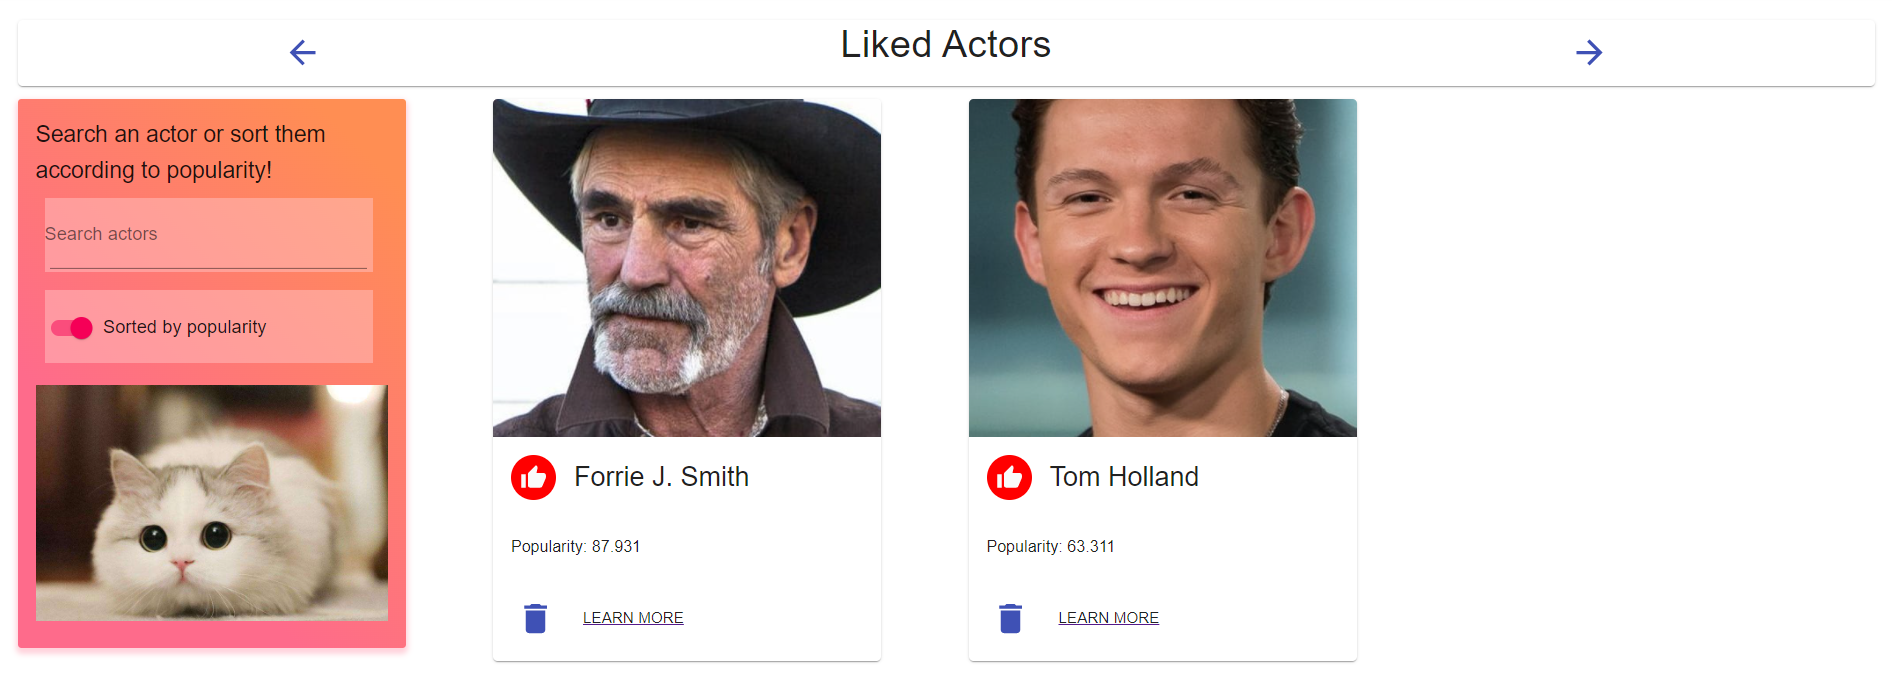 Liked Actors
Search an actor or sort them
according to popularity!
Search actors
Sorted by popularity
Forrie J. Smith
Popularity: 87.931
LEARN MORE
Tom Holland
Popularity: 63.311
LEARN MORE